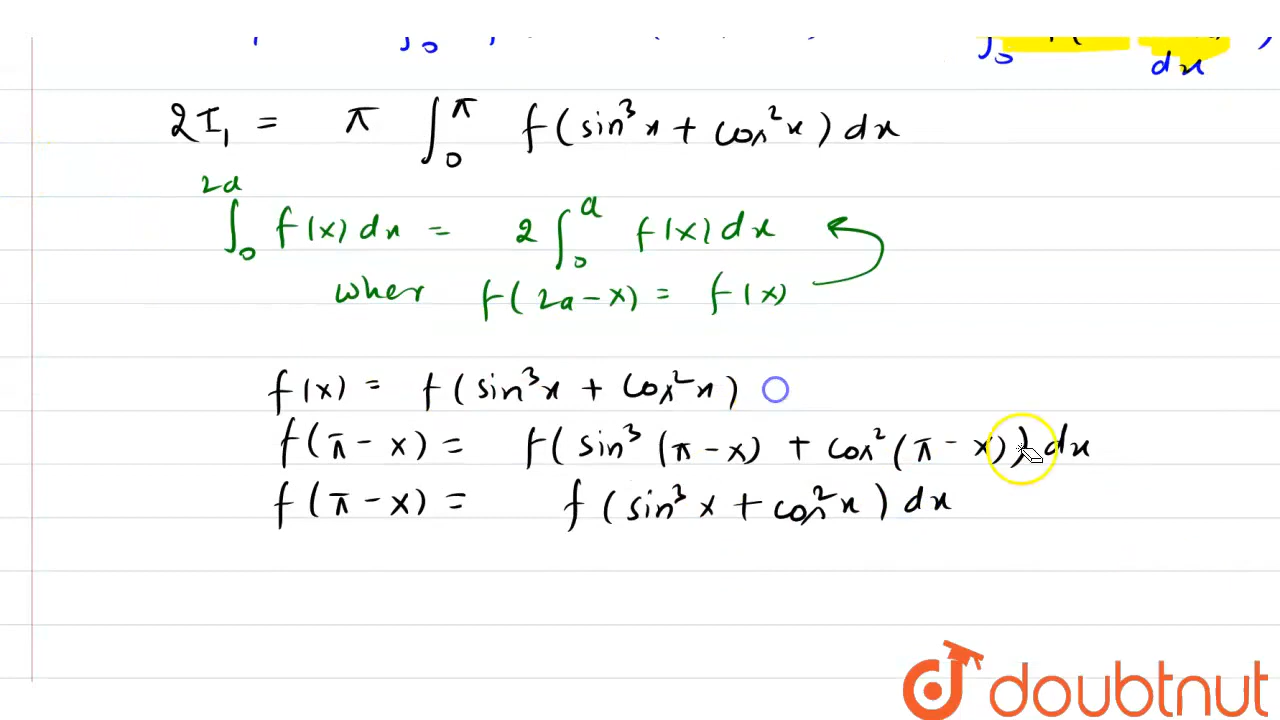 2I₁ = π ∫₀^π f(sin³x + cos²x) dx
∫₀^2a f(x) dx = 2 ∫₀^a f(x) dx
wher f(2a-x) = f(x)
f(x) = f(sin³x + cos²x)
f(π-x) = f(sin³(π-x) + cos²(π-x)) dx
f(π-x) = f(sin³x + cos²x) dx
doubtnut